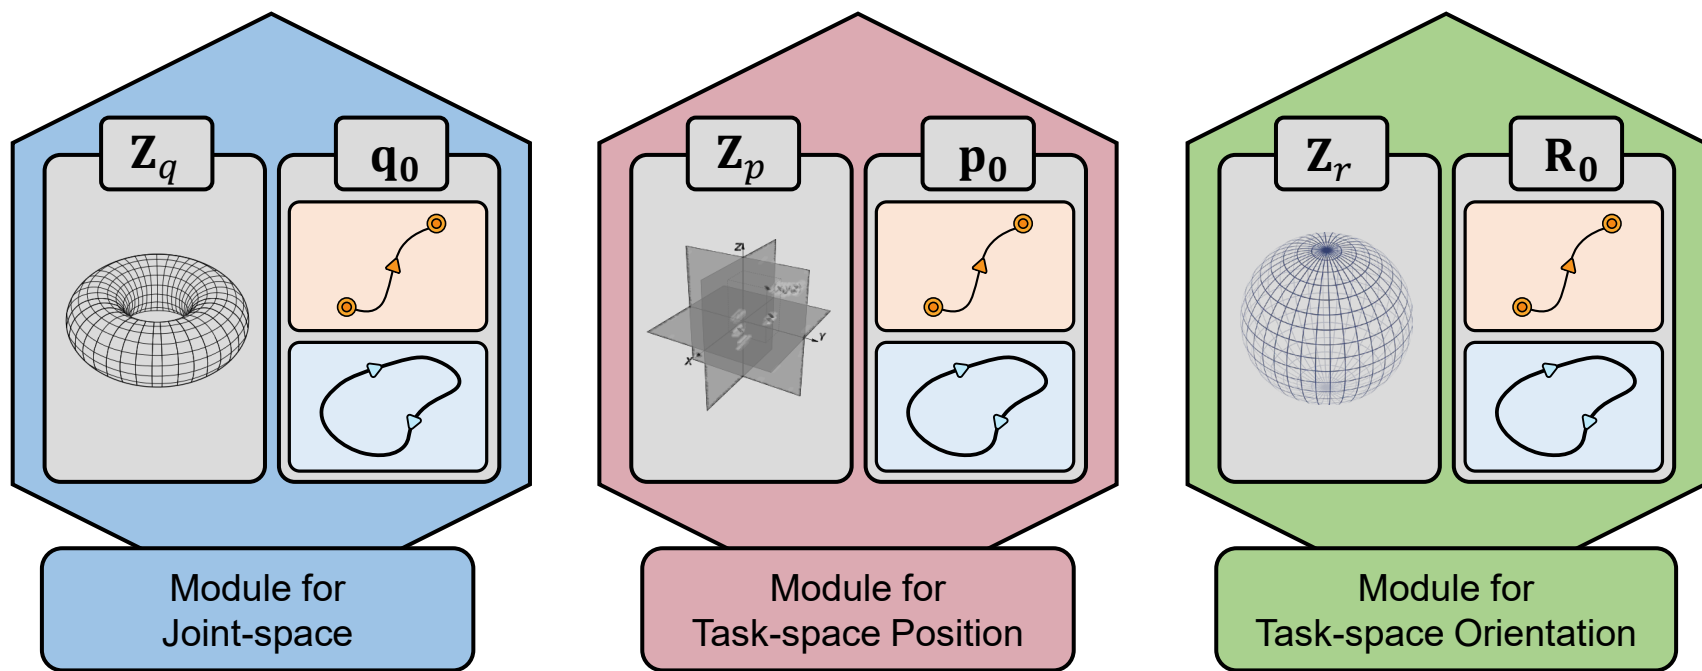 Z_q
q_0
Z
Y
X
Z_p
p_0
Z_r
R_0
Module for
Joint-space
Module for
Task-space Position
Module for
Task-space Orientation